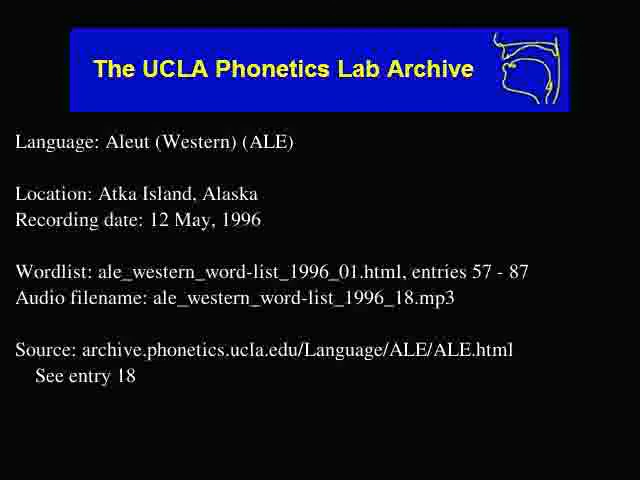 The UCLA Phonetics Lab Archive
Language: Aleut (Western) (ALE)
Location: Atka Island, Alaska
Recording date: 12 May, 1996
Wordlist: ale_western_word-list_1996_01.html, entries 57 - 87
Audio filename: ale_western_word-list_1996_18.mp3
Source: archive.phonetics.ucla.edu/Language/ALE/ALE.html
See entry 18